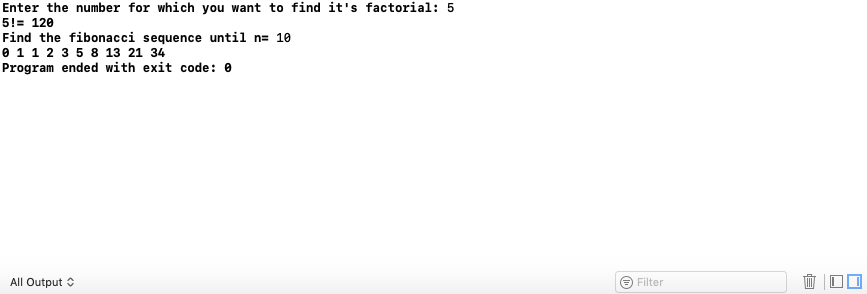 Enter the number for which you want to find it's factorial: 5
5!= 120
Find the fibonacci sequence until n= 10
0 1 1 2 3 5 8 13 21 34
Program ended with exit code: 0
All Output
Filter